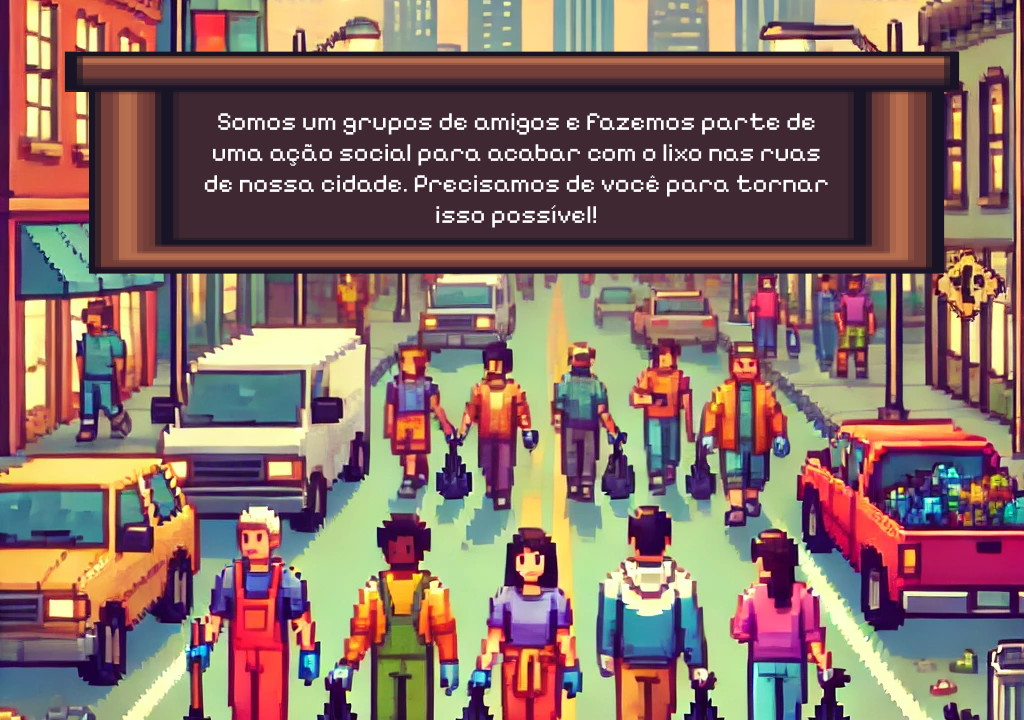 Somos um grupos de amigos e fazemos parte de
uma ação social para acabar com o lixo nas ruas
de nossa cidade. Precisamos de você para tornar
isso possível!